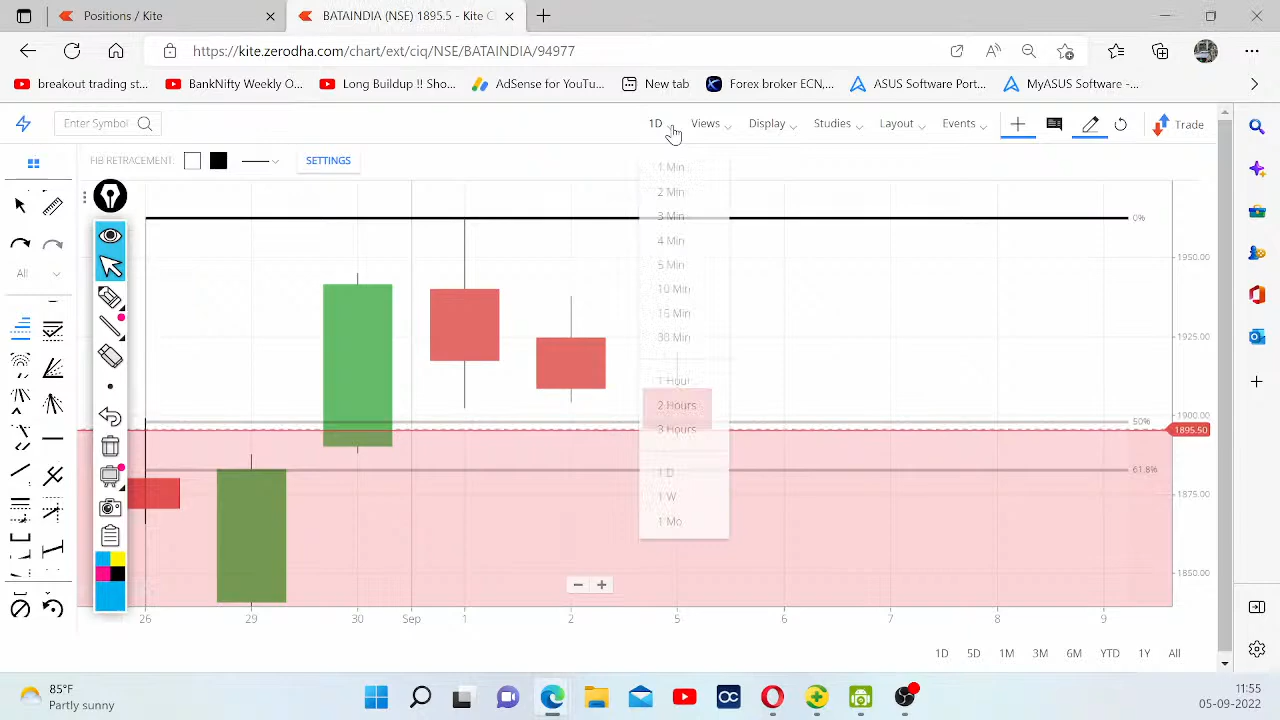 Positions / Kite
BATAINDIA (NSE) 1895.5 - Kite C
https://kite.zerodha.com/chart/ext/ciq/NSE/BATAINDIA/94977
breakout trading st...
BankNifty Weekly O...
Long Buildup !! Sho...
AdSense for YouTu...
New tab
Forex broker ECN,...
ASUS Software Port...
MyASUS Software -...
Enter Symbol
1D
Views
Display
Studies
Layout
Events
Trade
FIB RETRACEMENT:
SETTINGS
All
1 Min
2 Min
3 Min
4 Min
5 Min
10 Min
15 Min
30 Min
1 Hour
2 Hours
3 Hours
1 D
1 W
1 Mo
0%
50%
61.8%
1950.00
1925.00
1900.00
1895.50
1875.00
1850.00
26 29 30 Sep 1 2 5 6 7 8 9
1D 5D 1M 3M 6M YTD 1Y All
85°F
Partly sunny
OC
11:55
05-09-2022